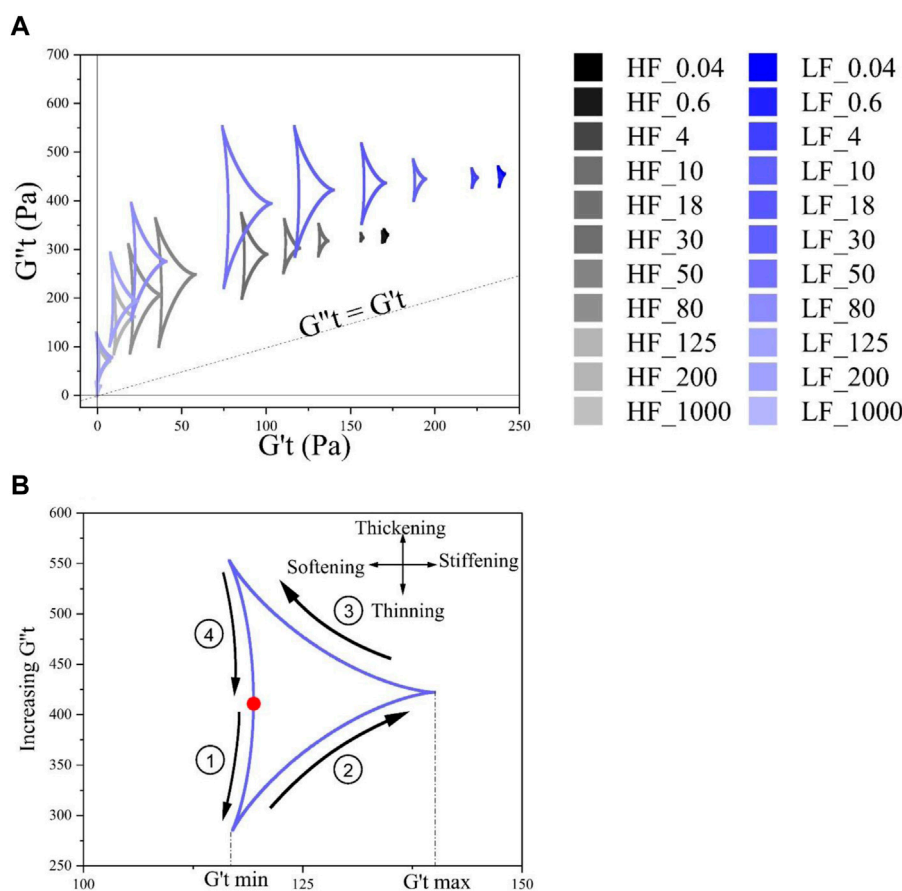 A
700
600
500
400
300
200
100
0
G"t (Pa)
G"t = G't
0 50 100 150 200 250
G't (Pa)
HF_0.04 LF_0.04
HF_0.6 LF_0.6
HF_4 LF_4
HF_10 LF_10
HF_18 LF_18
HF_30 LF_30
HF_50 LF_50
HF_80 LF_80
HF_125 LF_125
HF_200 LF_200
HF_1000 LF_1000
B
600
550
500
450
400
350
300
250
Increasing G"t
Thickening
Softening Stiffening
Thinning
3
4
1
2
100 125 150
G't min G't max